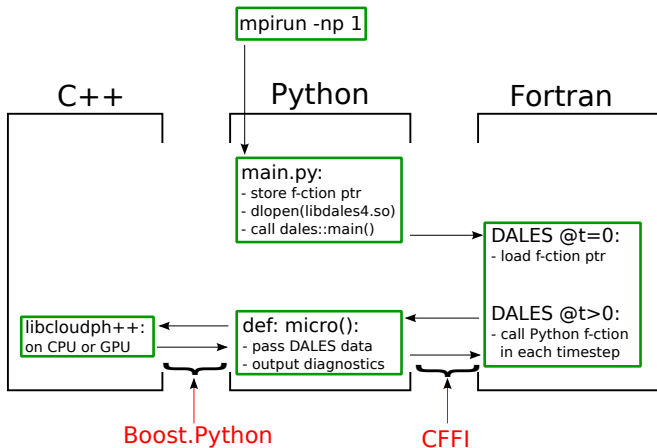 mpirun -np 1
C++
Python
Fortran
main.py:
- store f-ction ptr
- dlopen(libdales4.so)
- call dales::main()
DALES @t=0:
- load f-ction ptr
libcloudph++:
on CPU or GPU
def: micro():
- pass DALES data
- output diagnostics
DALES @t>0:
- call Python f-ction
in each timestep
Boost.Python
CFFI